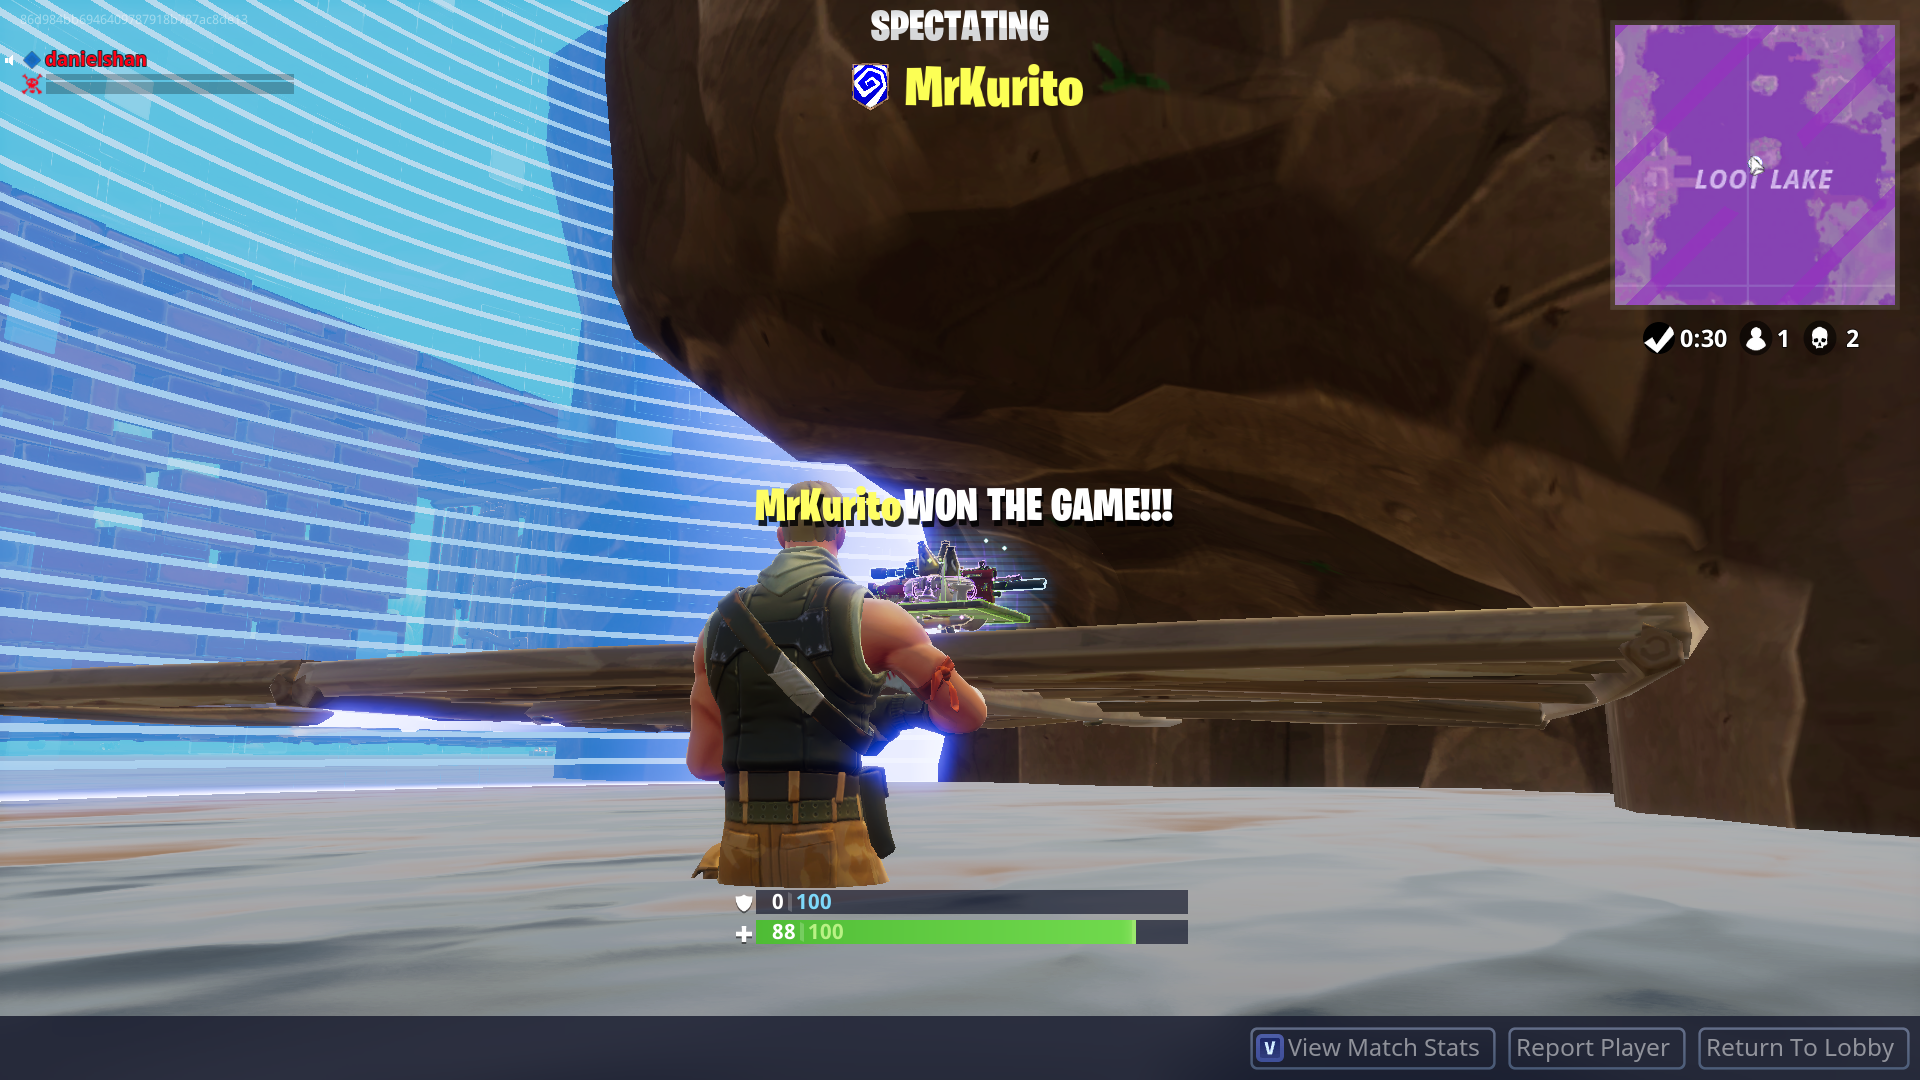 danielshan
SPECTATING
MrKurito
LOOT LAKE
0:30 1 2
MrKurito WON THE GAME!!!
0 | 100
88 | 100
V View Match Stats
Report Player
Return To Lobby